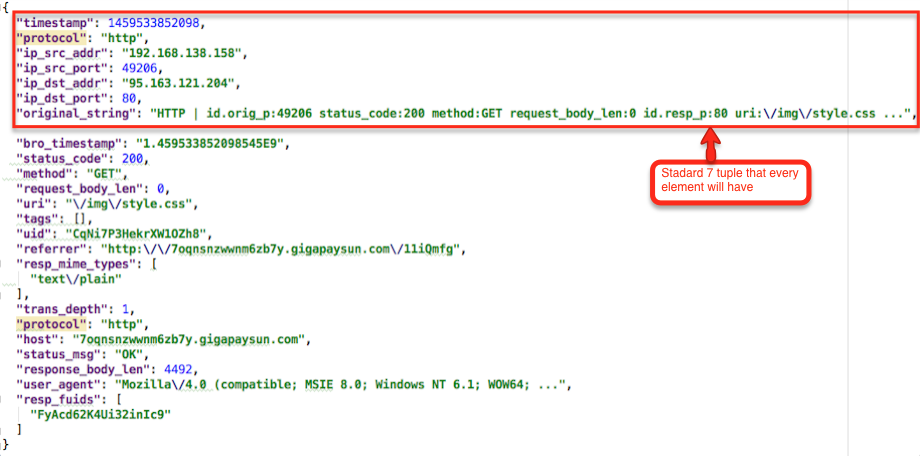 {
"timestamp": 1459533852098,
"protocol": "http",
"ip_src_addr": "192.168.138.158",
"ip_src_port": 49206,
"ip_dst_addr": "95.163.121.204",
"ip_dst_port": 80,
"original_string": "HTTP | id.orig_p:49206 status_code:200 method:GET request_body_len:0 id.resp_p:80 uri:\/img\/style.css ...",
"bro_timestamp": "1.459533852098545E9",
"status_code": 200,
"method": "GET",
"request_body_len": 0,
"uri": "\/img\/style.css",
"tags": [],
"uid": "CqNi7P3HekrXW1OZh8",
"referrer": "http:\/\/7oqnsnzwwnm6zb7y.gigapaysun.com\/11iQmfg",
"resp_mime_types": [
"text\/plain"
],
"trans_depth": 1,
"protocol": "http",
"host": "7oqnsnzwwnm6zb7y.gigapaysun.com",
"status_msg": "OK",
"response_body_len": 4492,
"user_agent": "Mozilla\/4.0 (compatible; MSIE 8.0; Windows NT 6.1; WOW64; ...",
"resp_fuids": [
"FyAcd62K4Ui32inIc9"
]
}
Stadard 7 tuple that every
element will have